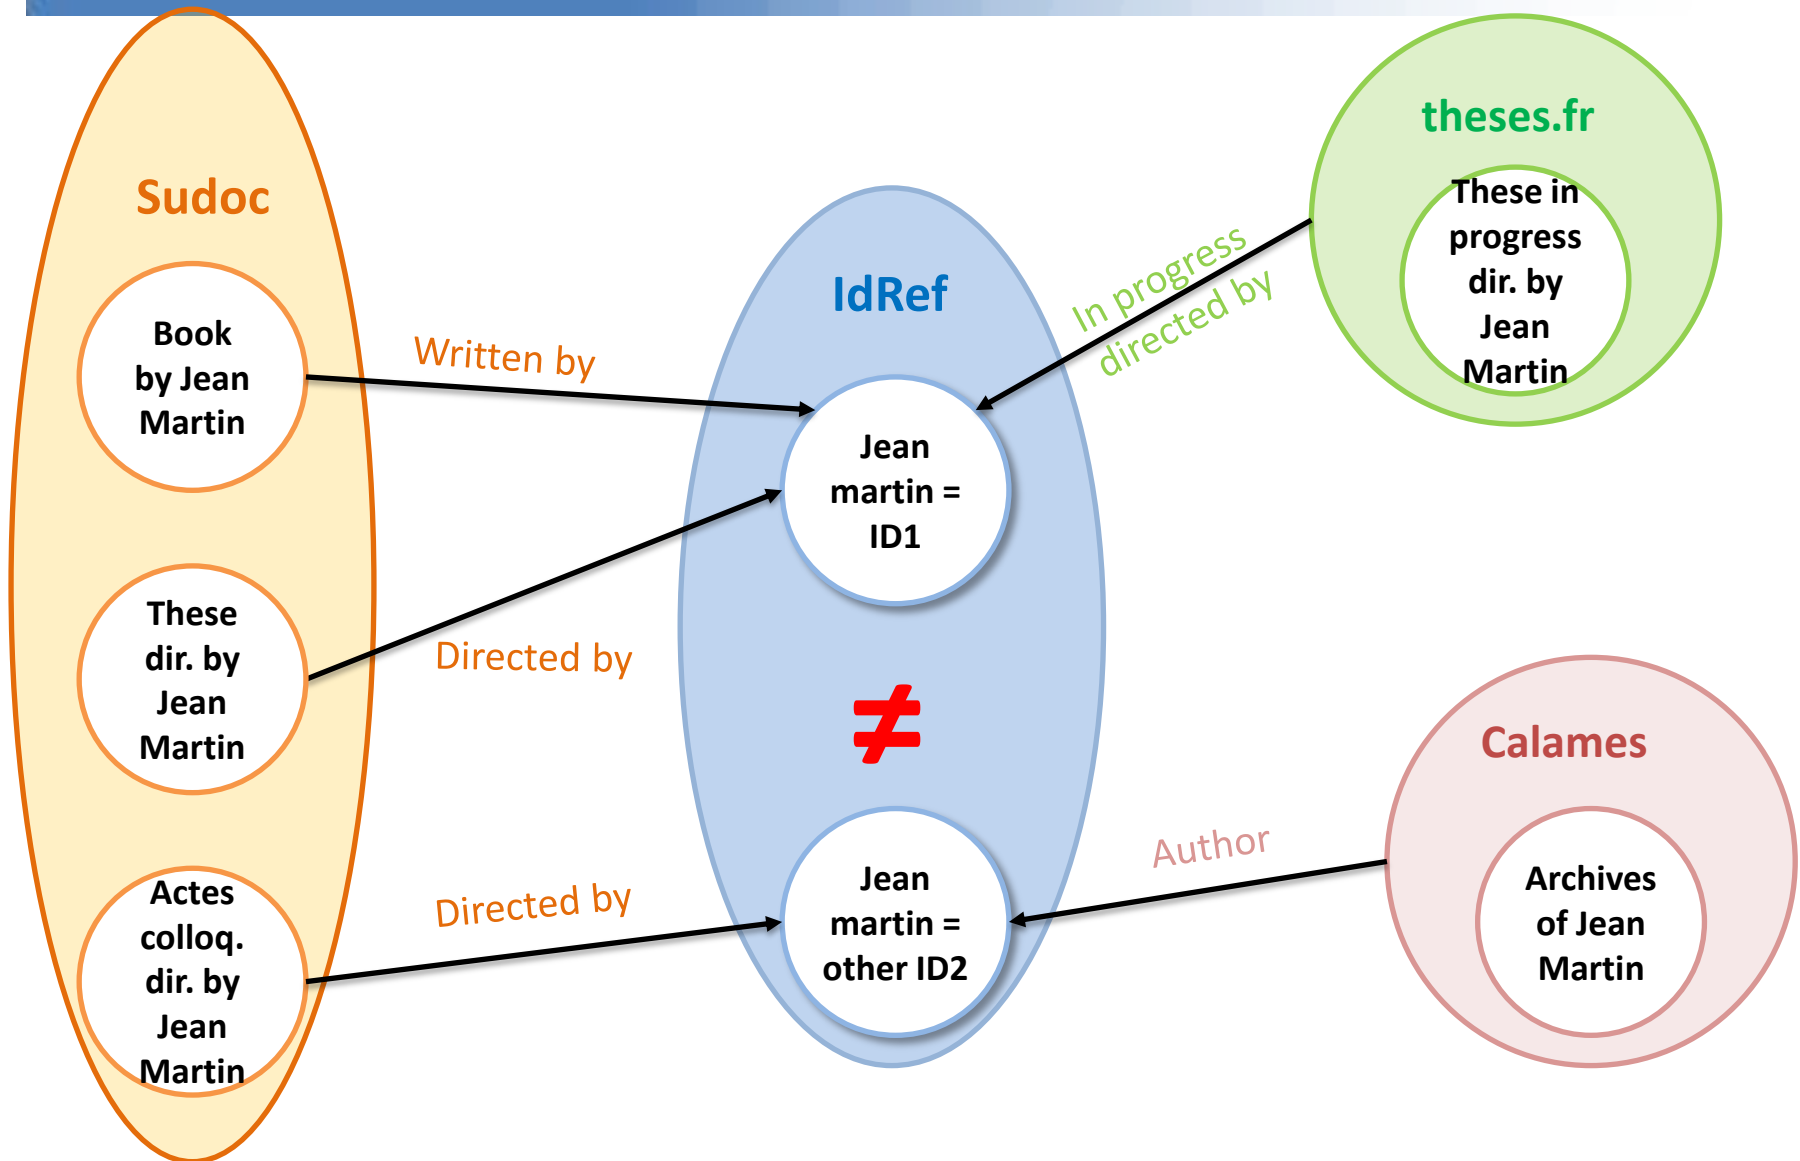 Sudoc
Book
by Jean
Martin
These
dir. by
Jean
Martin
Actes
colloq.
dir. by
Jean
Martin
Written by
Directed by
Directed by
IdRef
Jean
martin =
ID1
≠
Jean
martin =
other ID2
In progress
directed by
Author
theses.fr
These in
progress
dir. by
Jean
Martin
Calames
Archives
of Jean
Martin